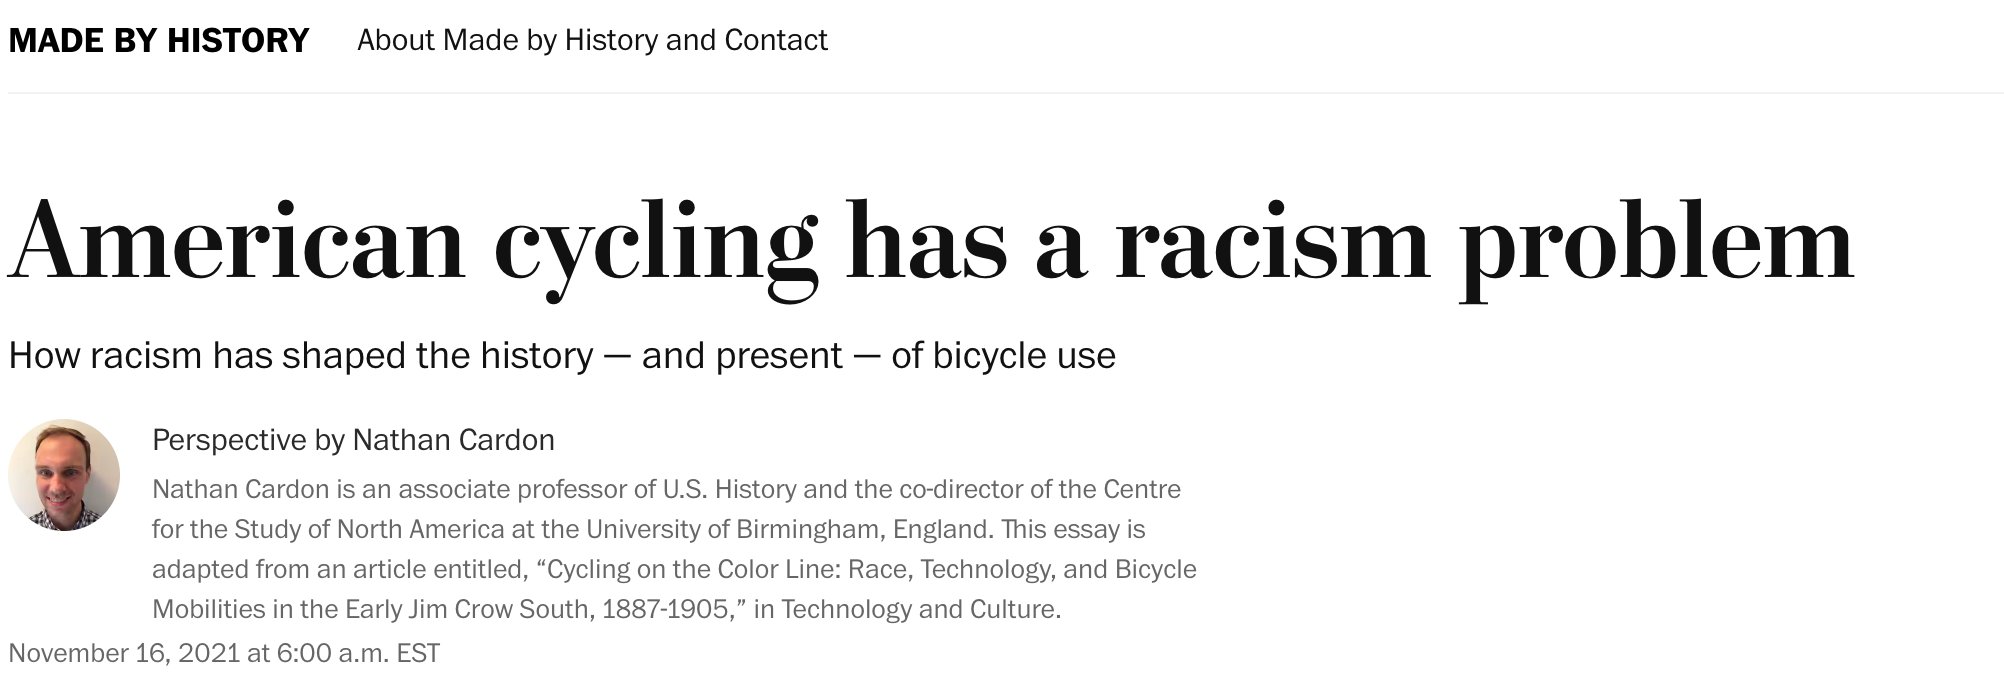 MADE BY HISTORY About Made by History and Contact
American cycling has a racism problem
How racism has shaped the history — and present — of bicycle use
Perspective by Nathan Cardon
Nathan Cardon is an associate professor of U.S. History and the co-director of the Centre
for the Study of North America at the University of Birmingham, England. This essay is
adapted from an article entitled, “Cycling on the Color Line: Race, Technology, and Bicycle
Mobilities in the Early Jim Crow South, 1887-1905,” in Technology and Culture.
November 16, 2021 at 6:00 a.m. EST